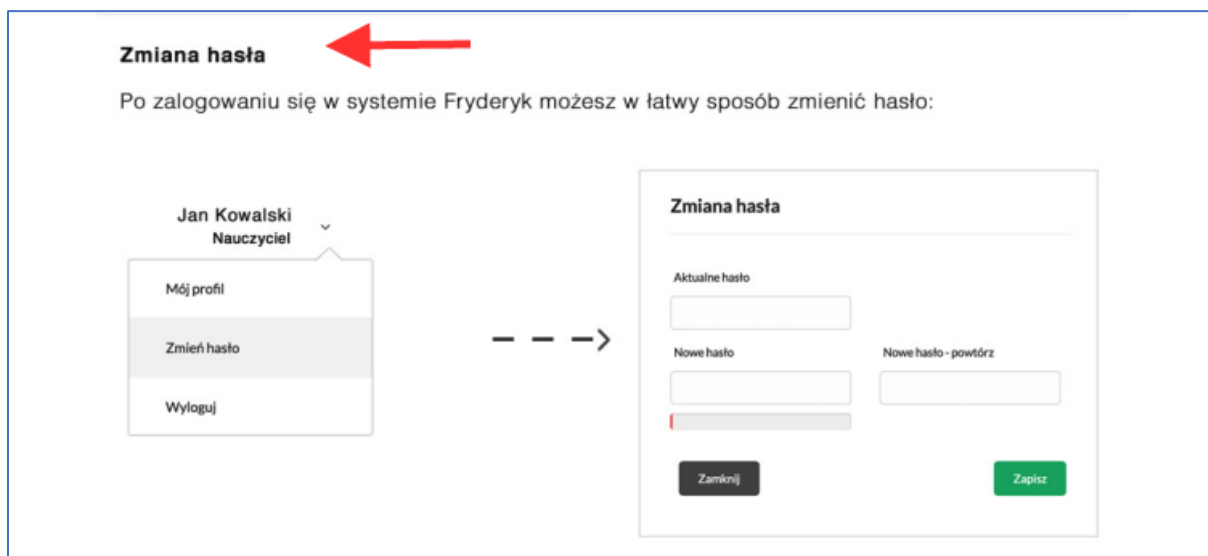 Zmiana hasła
Po zalogowaniu się w systemie Fryderyk możesz w łatwy sposób zmienić hasło:
Jan Kowalski
Nauczyciel
Mój profil
Zmień hasło
Wyloguj
Zmiana hasła
Aktualne hasło
Nowe hasło
Nowe hasło - powtórz
Zamknij
Zapisz